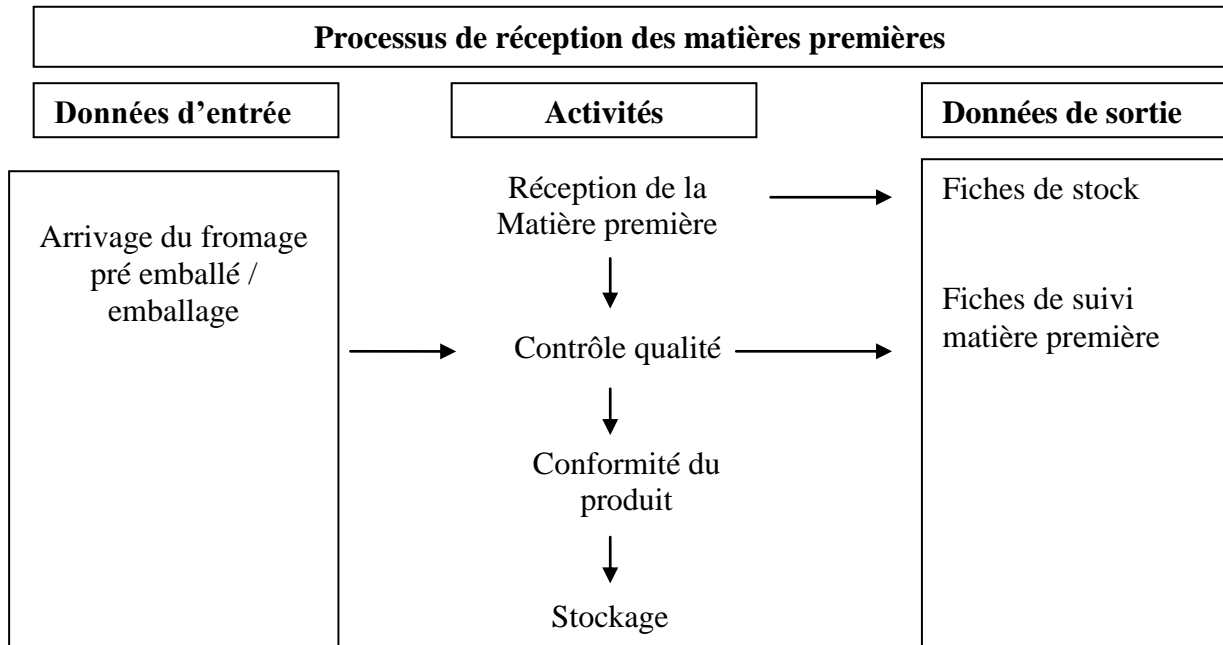 Processus de réception des matières premières
Données d’entrée
Activités
Données de sortie
Arrivage du fromage
pré emballé /
emballage
Réception de la
Matière première
Contrôle qualité
Conformité du
produit
Stockage
Fiches de stock
Fiches de suivi
matière première